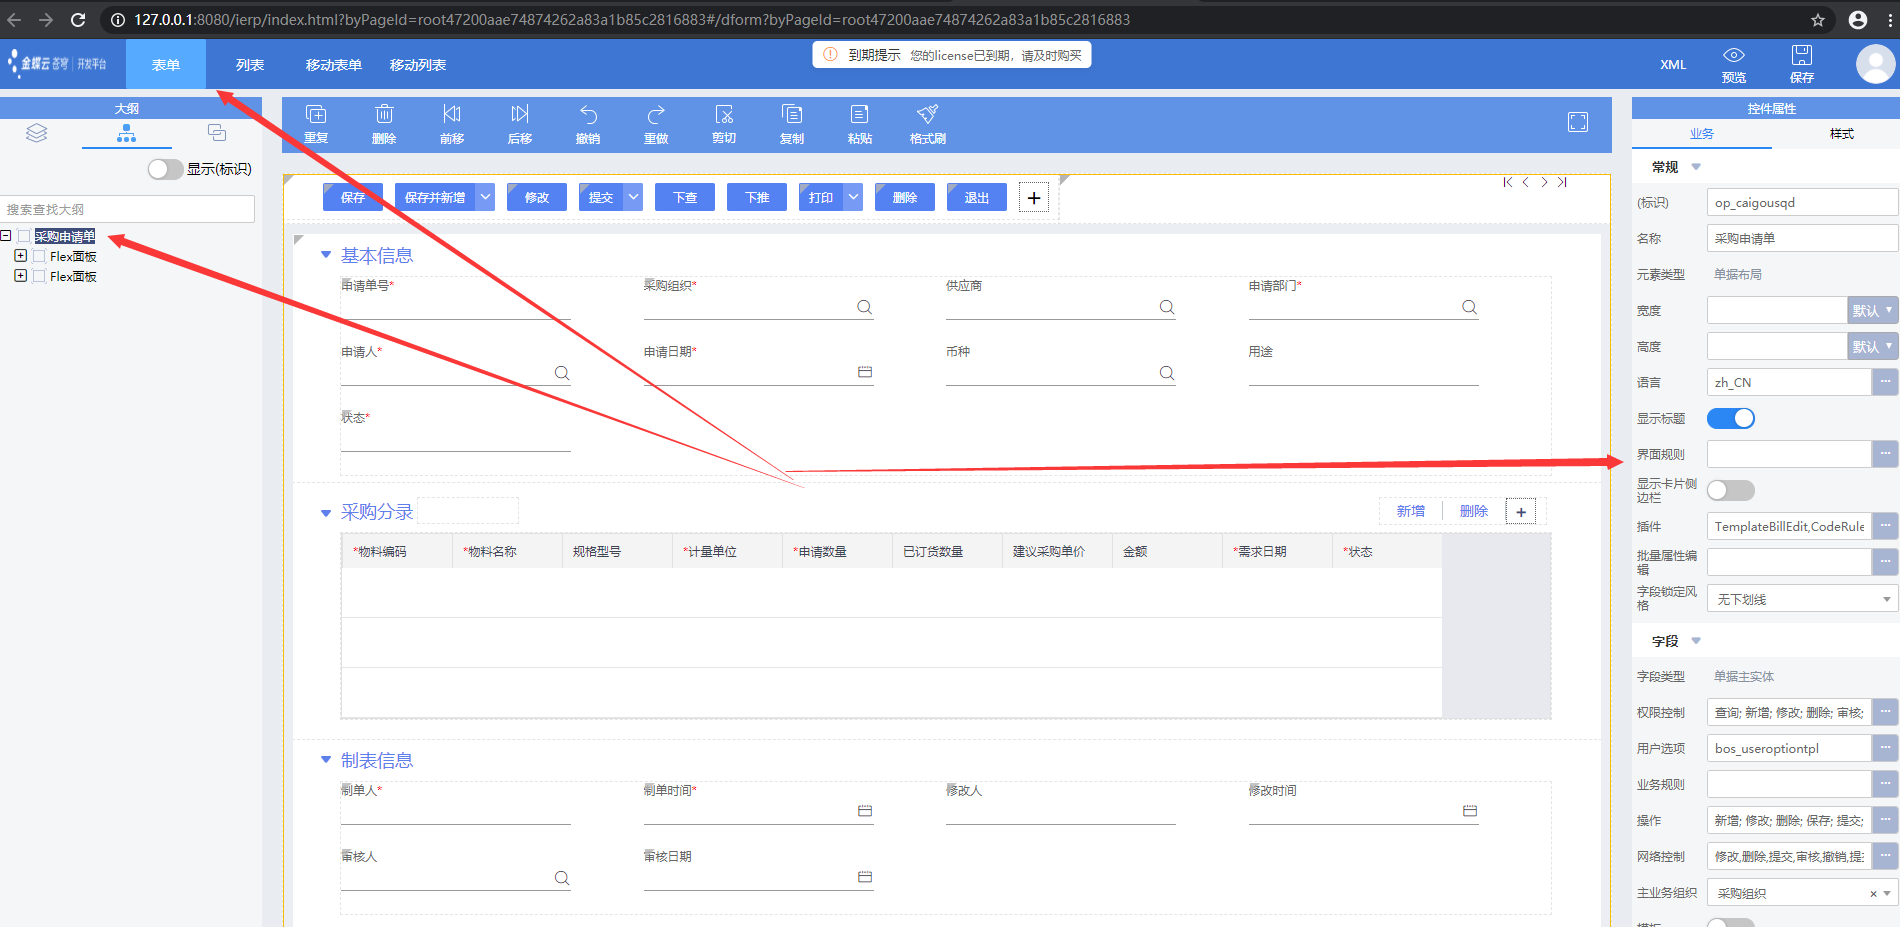 127.0.0.1:8080/ierp/index.html?byPageId=root47200aae74874262a83a1b85c2816883#/dform?byPageId=root47200aae74874262a83a1b85c2816883
金蝶云 苍穹 | 开发平台
表单 列表 移动表单 移动列表
到期提示 您的license已到期，请及时购买
XML 预览 保存
大纲
显示(标识)
搜索查找大纲
采购申请单
Flex面板
Flex面板
重复 删除 前移 后移 撤销 重做 剪切 复制 粘贴 格式刷
保存 保存并新增 修改 提交 下查 下推 打印 删除 退出 +
基本信息
申请单号* 采购组织* 供应商 申请部门*
申请人* 申请日期* 币种 用途
状态*
采购分录
新增 删除 +
*物料编码 *物料名称 规格型号 *计量单位 *申请数量 已订货数量 建议采购单价 金额 *需求日期 *状态
制表信息
制单人* 制单时间* 修改人 修改时间
审核人 审核日期
控件属性
业务 样式
常规
(标识) op_caigousqd
名称 采购申请单
元素类型 单据布局
宽度 默认
高度 默认
语言 zh_CN ...
显示标题
界面规则 ...
显示卡片侧
边栏
插件 TemplateBillEdit,CodeRule ...
批量属性编
辑 ...
字段锁定风
格 无下划线
字段
字段类型 单据主实体
权限控制 查询; 新增; 修改; 删除; 审核; ...
用户选项 bos_useroptiontpl ...
业务规则 ...
操作 新增; 修改; 删除; 保存; 提交; ...
网络控制 修改,删除,提交,审核,撤销,提 ...
主业务组织 采购组织 ×